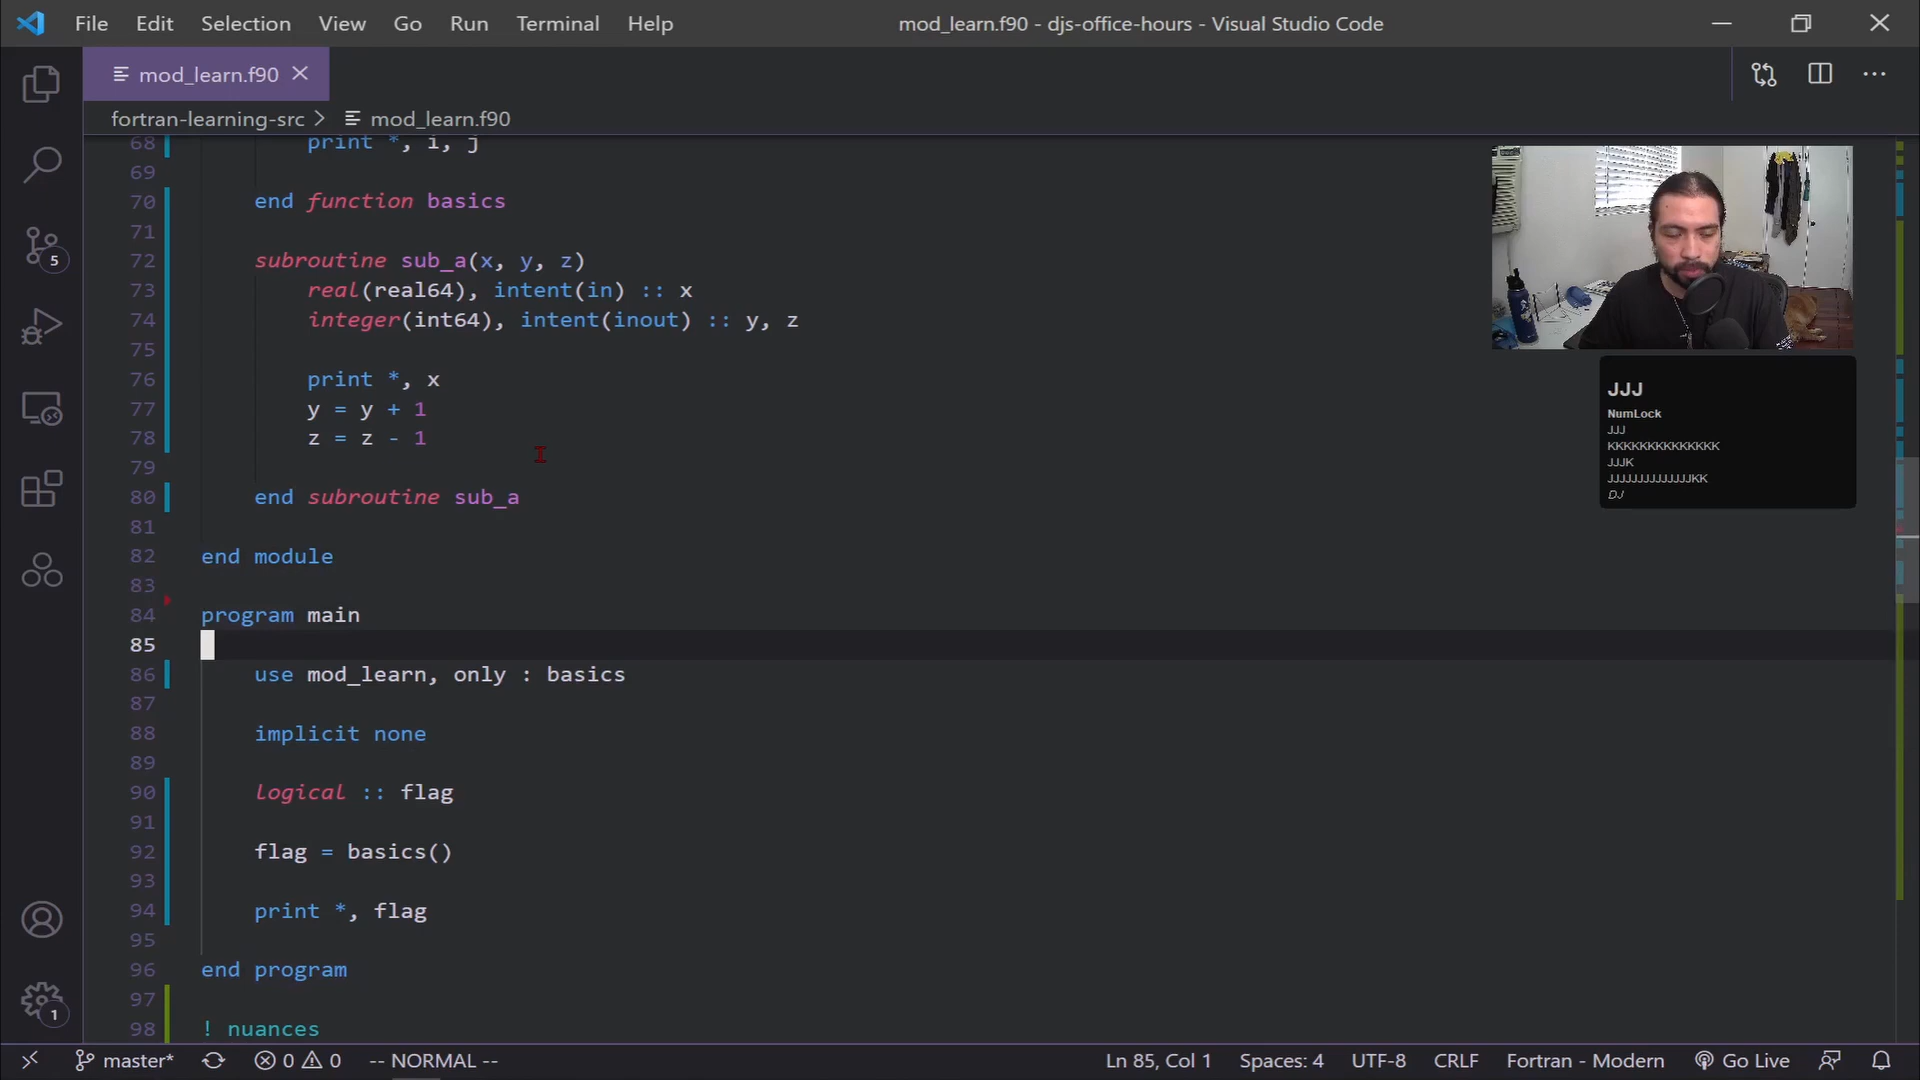 File Edit Selection View Go Run Terminal Help mod_learn.f90 - djs-office-hours - Visual Studio Code
mod_learn.f90
fortran-learning-src > mod_learn.f90
68 print *, i, j
69
70 end function basics
71
72 subroutine sub_a(x, y, z)
73 real(real64), intent(in) :: x
74 integer(int64), intent(inout) :: y, z
75
76 print *, x
77 y = y + 1
78 z = z - 1
79
80 end subroutine sub_a
81
82 end module
83
84 program main
85
86 use mod_learn, only : basics
87
88 implicit none
89
90 logical :: flag
91
92 flag = basics()
93
94 print *, flag
95
96 end program
97
98 ! nuances
JJJ
NumLock
JJJ
KKKKKKKKKKKKKK
JJJK
JJJJJJJJJJJJJKK
DJ
5
1
master* 0 0 -- NORMAL -- Ln 85, Col 1 Spaces: 4 UTF-8 CRLF Fortran - Modern Go Live